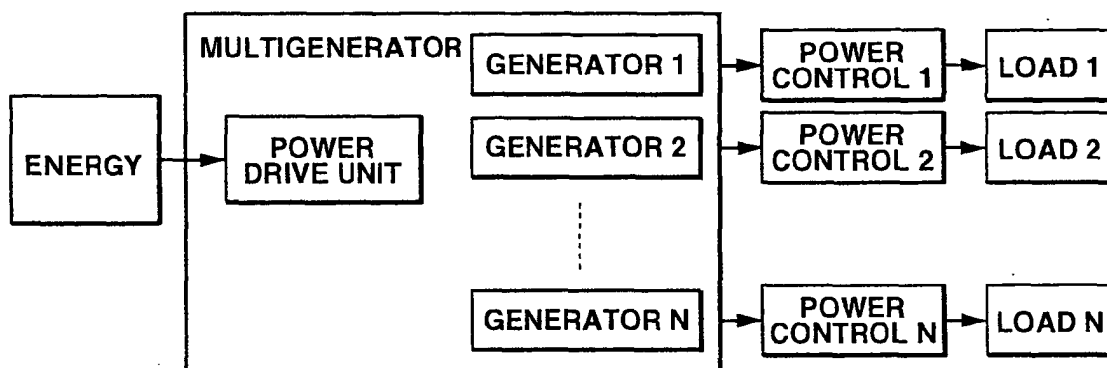 MULTIGENERATOR
GENERATOR 1
POWER
CONTROL 1
LOAD 1
ENERGY
POWER
DRIVE UNIT
GENERATOR 2
POWER
CONTROL 2
LOAD 2
GENERATOR N
POWER
CONTROL N
LOAD N